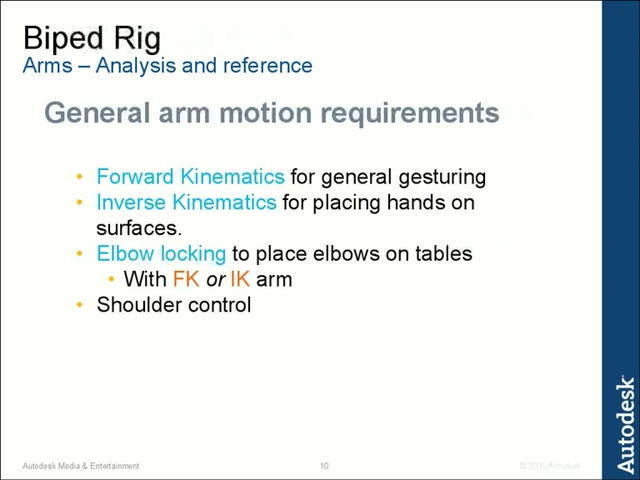 Biped Rig
Arms – Analysis and reference
General arm motion requirements
• Forward Kinematics for general gesturing
• Inverse Kinematics for placing hands on
surfaces.
• Elbow locking to place elbows on tables
• With FK or IK arm
• Shoulder control
Autodesk Media & Entertainment
10
Autodesk
Autodesk